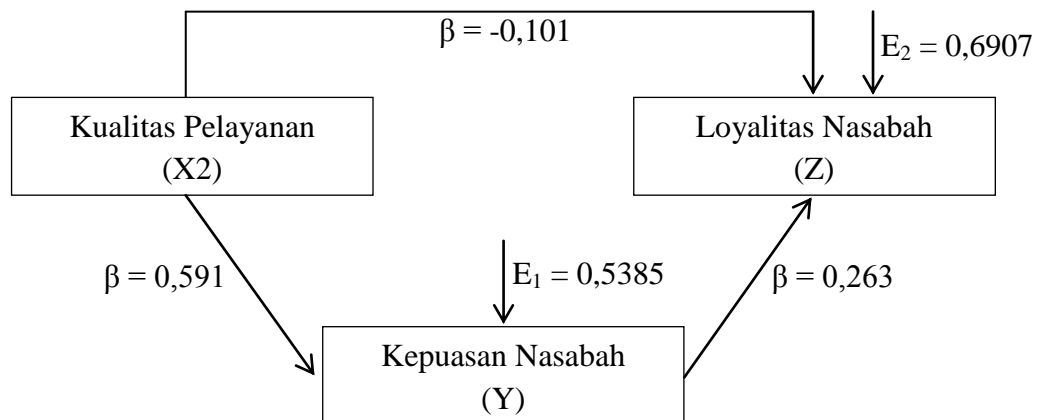 β = -0,101
E₂ = 0,6907
Kualitas Pelayanan
(X2)
Loyalitas Nasabah
(Z)
β = 0,591
E₁ = 0,5385
β = 0,263
Kepuasan Nasabah
(Y)